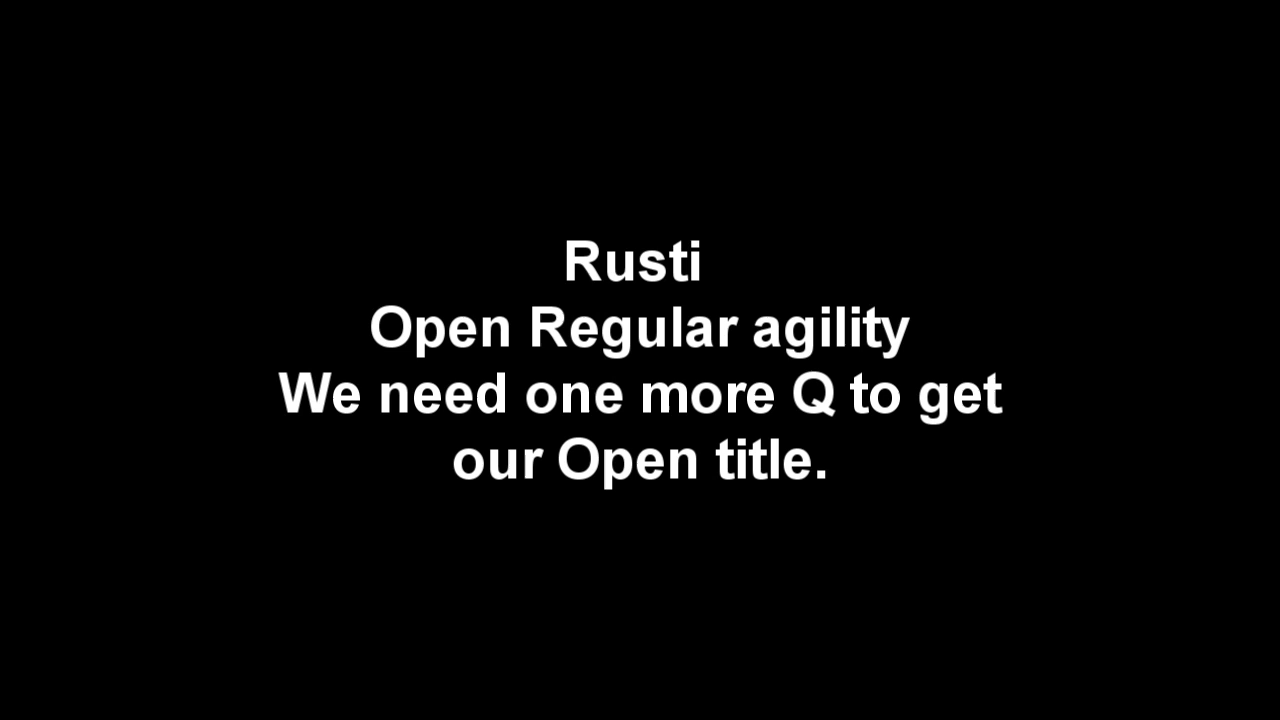 Rusti
Open Regular agility
We need one more Q to get
our Open title.